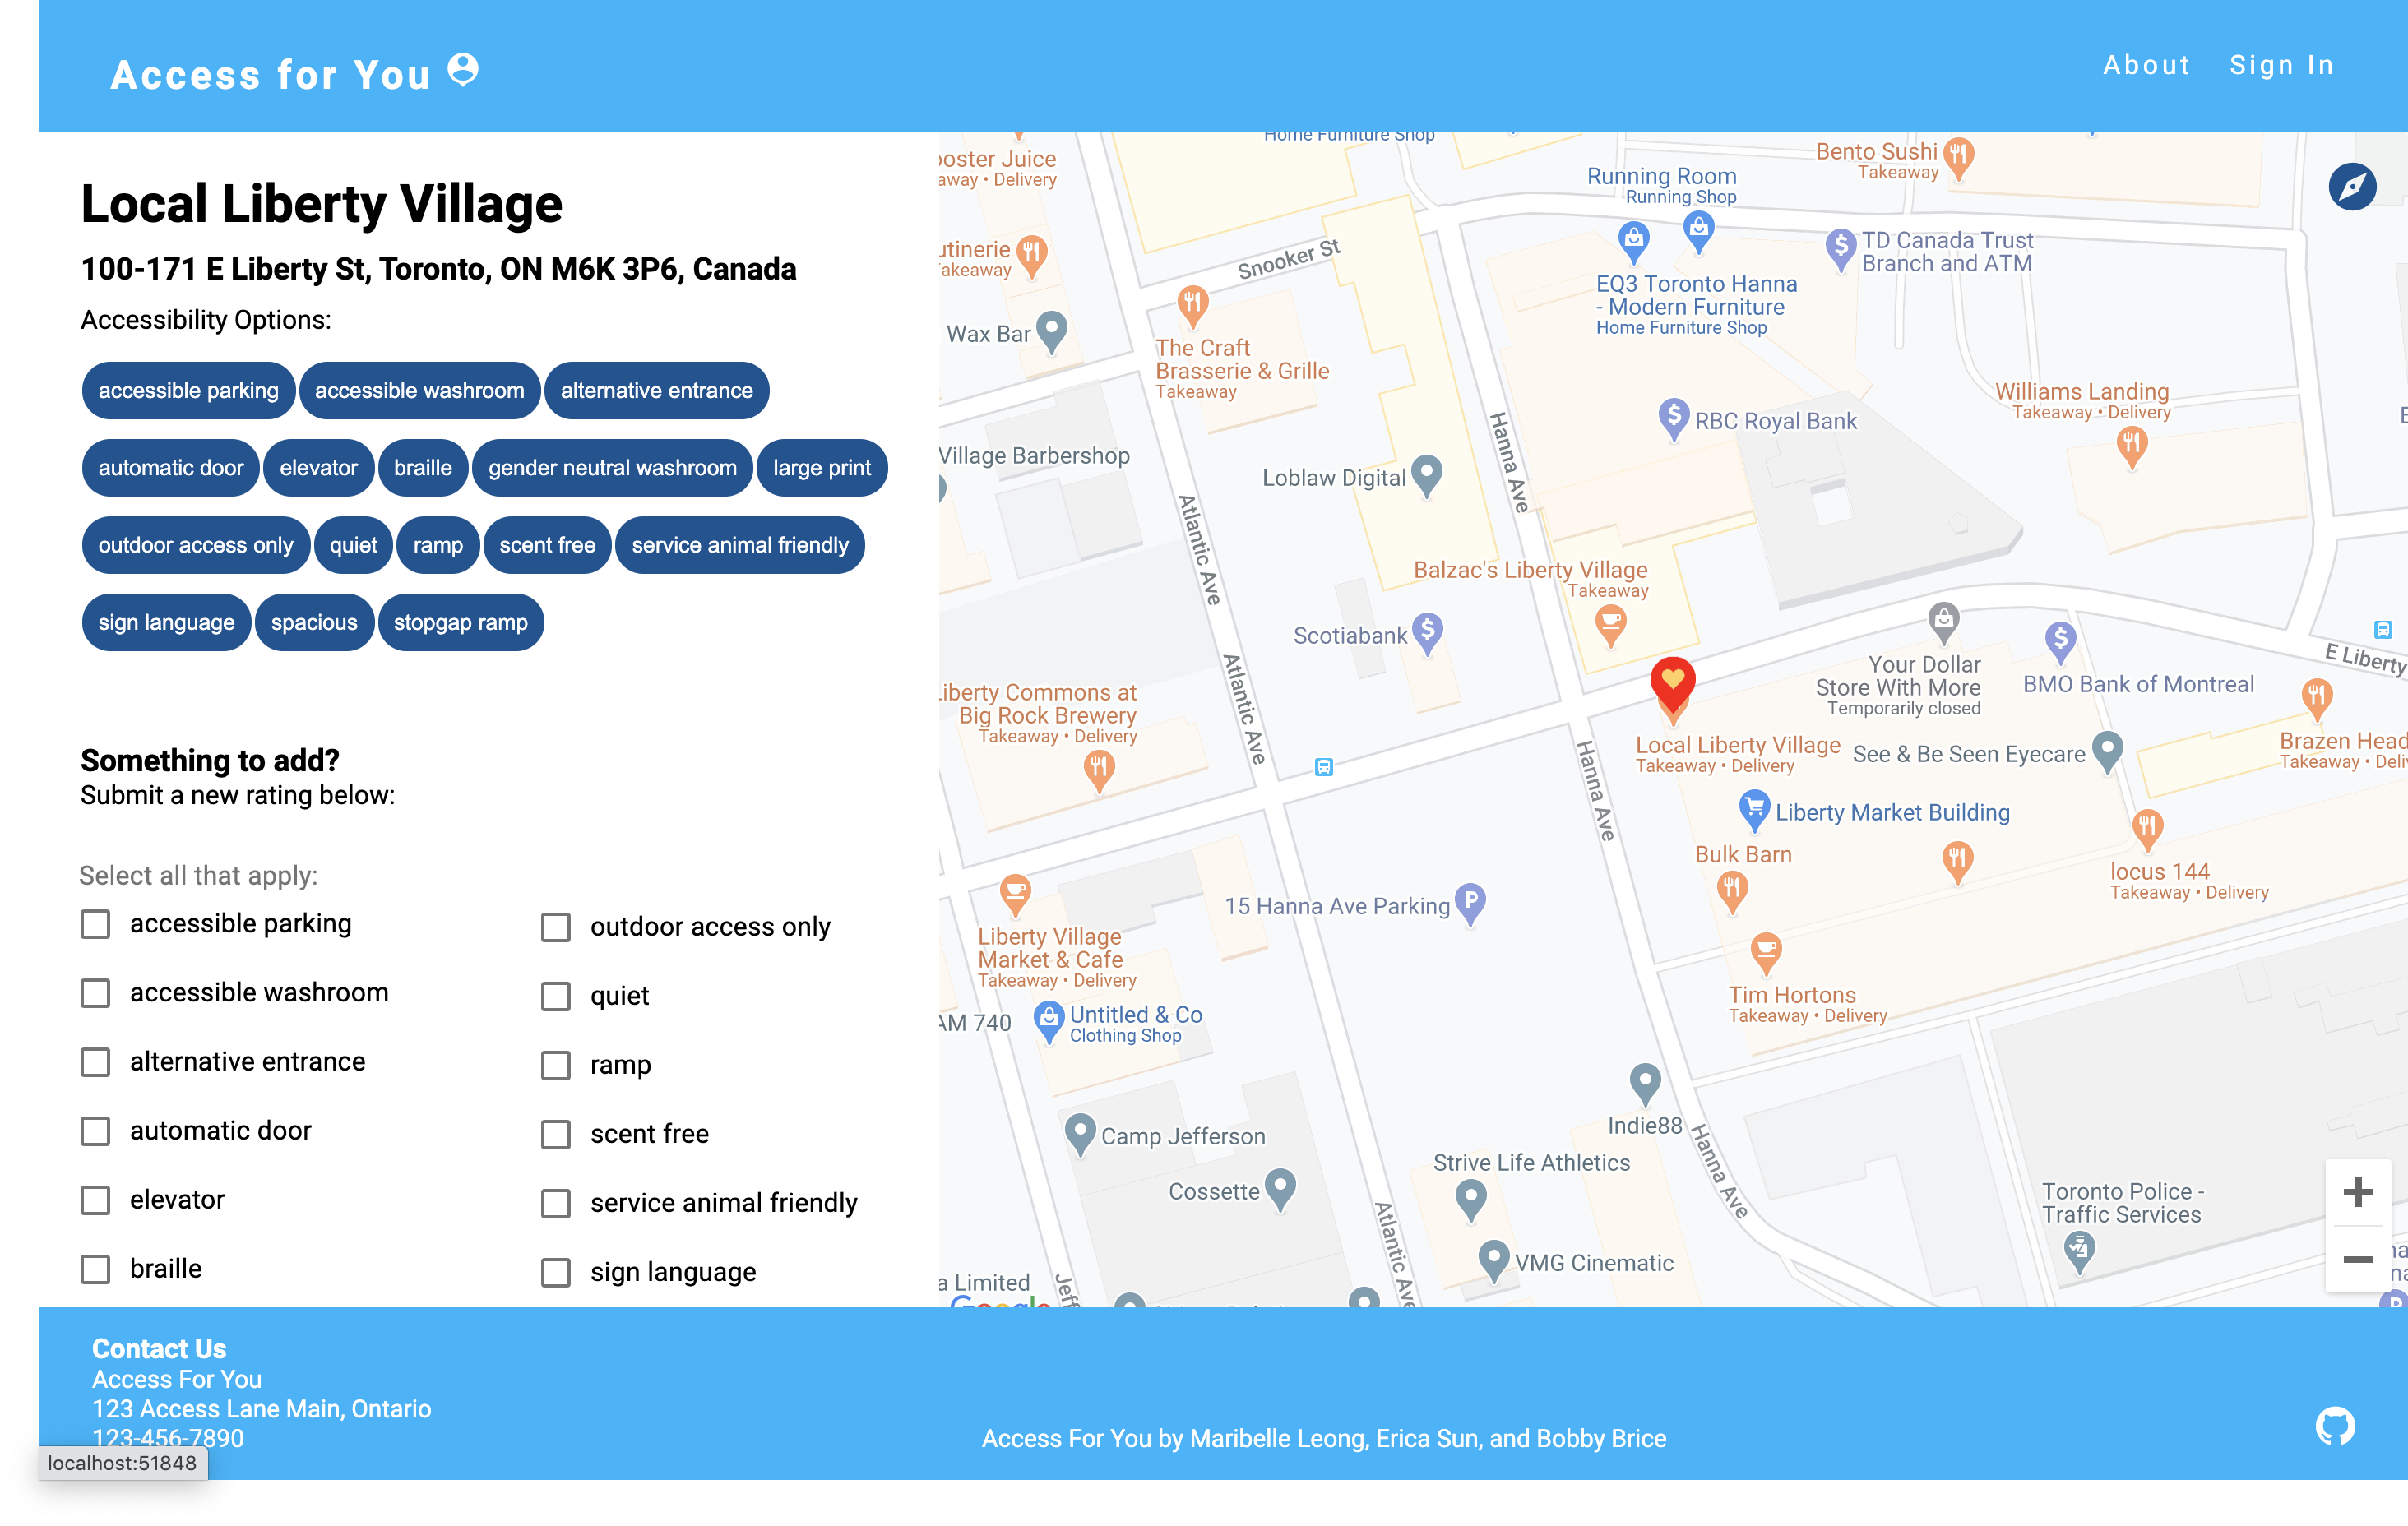 Access for You
About
Sign In
Local Liberty Village
100-171 E Liberty St, Toronto, ON M6K 3P6, Canada
Accessibility Options:
accessible parking
accessible washroom
alternative entrance
automatic door
elevator
braille
gender neutral washroom
large print
outdoor access only
quiet
ramp
scent free
service animal friendly
sign language
spacious
stopgap ramp
Something to add?
Submit a new rating below:
Select all that apply:
accessible parking
accessible washroom
alternative entrance
automatic door
elevator
braille
outdoor access only
quiet
ramp
scent free
service animal friendly
sign language
Home Furniture Shop
ooster Juice
away • Delivery
Running Room
Running Shop
Bento Sushi
Takeaway
utinerie
Takeaway
Snooker St
TD Canada Trust
Branch and ATM
EQ3 Toronto Hanna
- Modern Furniture
Home Furniture Shop
Wax Bar
The Craft
Brasserie & Grille
Takeaway
Williams Landing
Takeaway • Delivery
RBC Royal Bank
Hanna Ave
Village Barbershop
Loblaw Digital
Atlantic Ave
Balzac's Liberty Village
Takeaway
Scotiabank
Atlantic Ave
Your Dollar
Store With More
Temporarily closed
BMO Bank of Montreal
E Liberty
Liberty Commons at
Big Rock Brewery
Takeaway • Delivery
Local Liberty Village
Takeaway • Delivery
See & Be Seen Eyecare
Brazen Head
Takeaway • Deli
Hanna Ave
Liberty Market Building
Bulk Barn
locus 144
Takeaway • Delivery
15 Hanna Ave Parking
P
Liberty Village
Market & Cafe
Takeaway • Delivery
Tim Hortons
Takeaway • Delivery
Untitled & Co
Clothing Shop
AM 740
Indie88
Hanna Ave
Camp Jefferson
Strive Life Athletics
Cossette
Atlantic Ave
Toronto Police -
Traffic Services
VMG Cinematic
a Limited
Jeff
Google
Contact Us
Access For You
123 Access Lane Main, Ontario
123-456-7890
Access For You by Maribelle Leong, Erica Sun, and Bobby Brice
localhost:51848